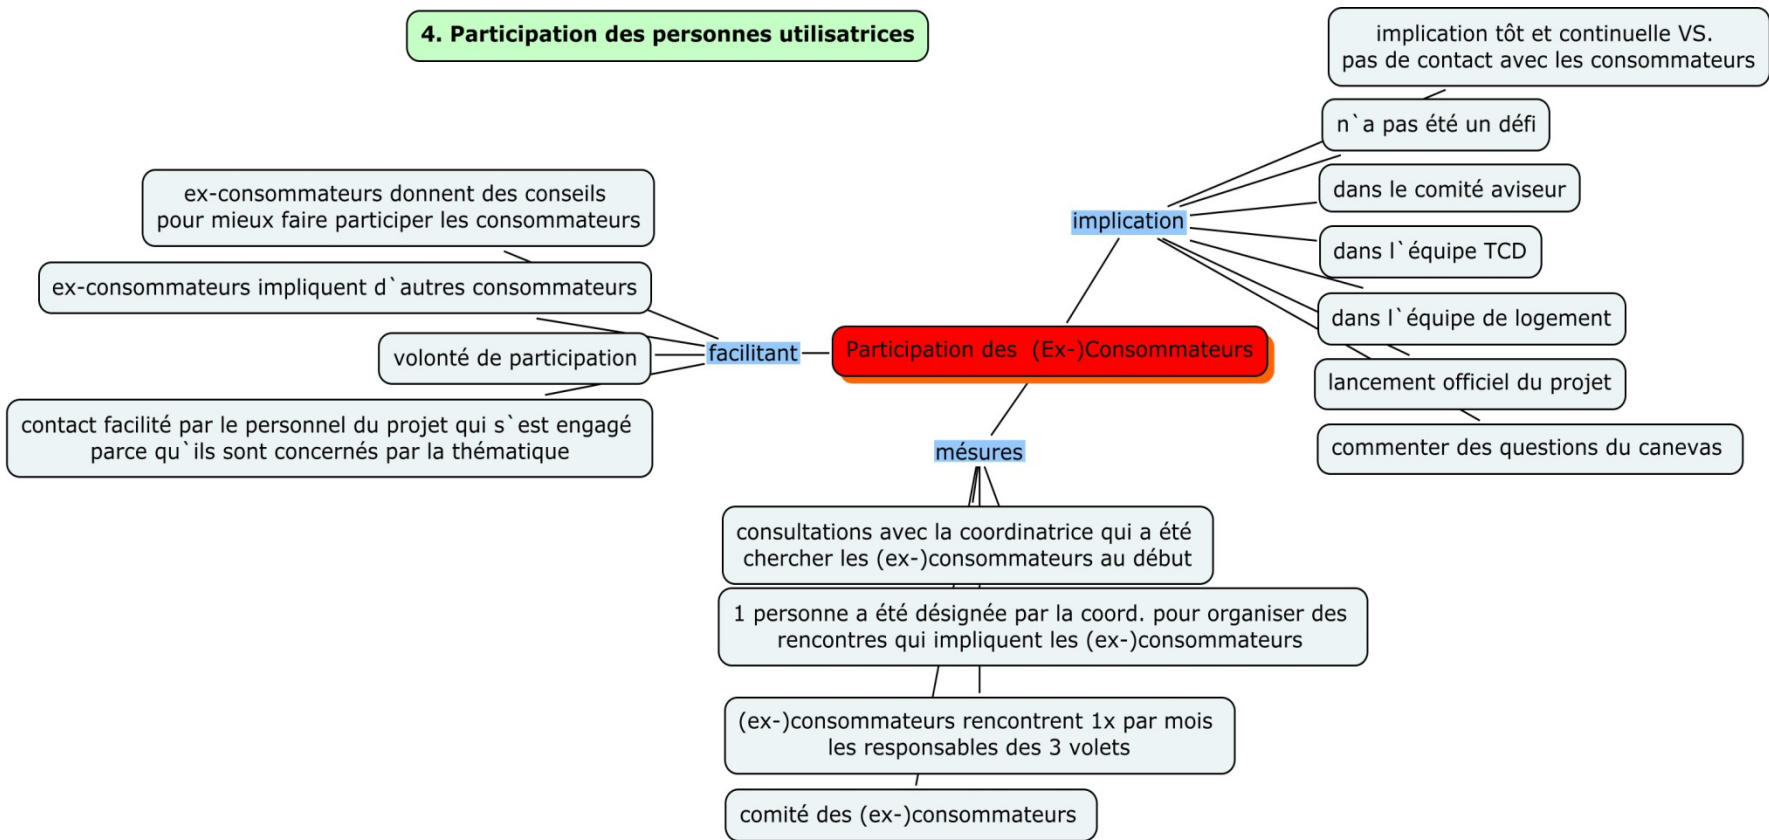 4. Participation des personnes utilisatrices
implication tôt et continuelle VS.
pas de contact avec les consommateurs
n`a pas été un défi
dans le comité aviseur
dans l`équipe TCD
dans l`équipe de logement
lancement officiel du projet
commenter des questions du canevas
implication
ex-consommateurs donnent des conseils
pour mieux faire participer les consommateurs
ex-consommateurs impliquent d`autres consommateurs
volonté de participation
contact facilité par le personnel du projet qui s`est engagé
parce qu`ils sont concernés par la thématique
facilitant
Participation des (Ex-)Consommateurs
mésures
consultations avec la coordinatrice qui a été
chercher les (ex-)consommateurs au début
1 personne a été désignée par la coord. pour organiser des
rencontres qui impliquent les (ex-)consommateurs
(ex-)consommateurs rencontrent 1x par mois
les responsables des 3 volets
comité des (ex-)consommateurs